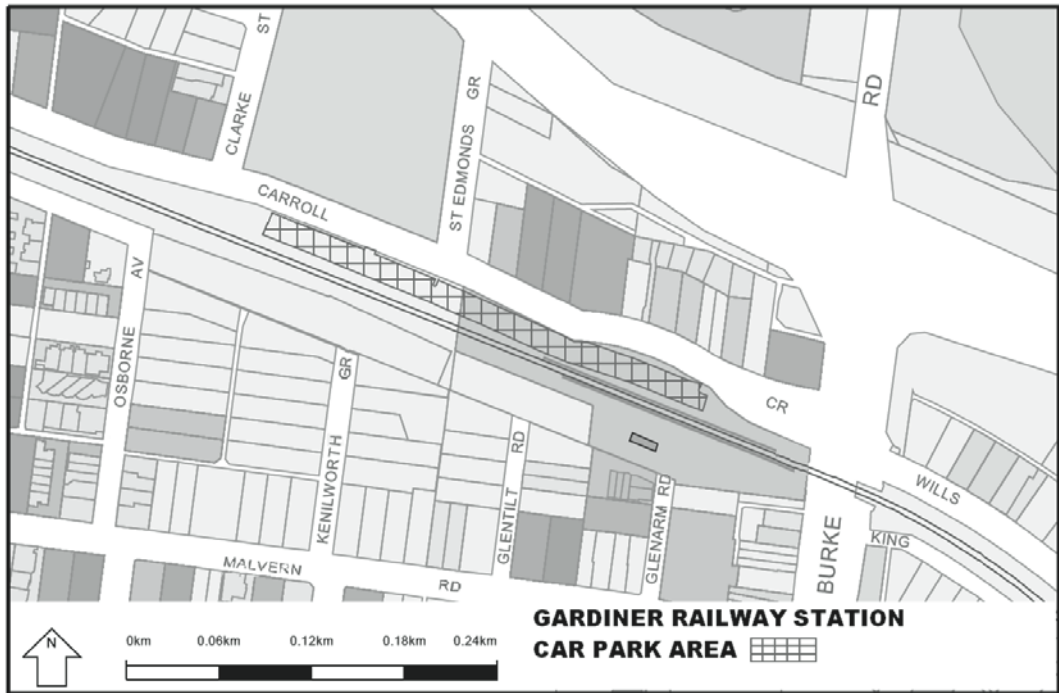 ST
CLARKE
ST EDMONDS GR
RD
CARROLL
CR
OSBORNE AV
KENILWORTH GR
GLENTILT RD
GLENARM RD
BURKE
WILLS
KING
MALVERN RD
N
0km 0.06km 0.12km 0.18km 0.24km
GARDINER RAILWAY STATION
CAR PARK AREA